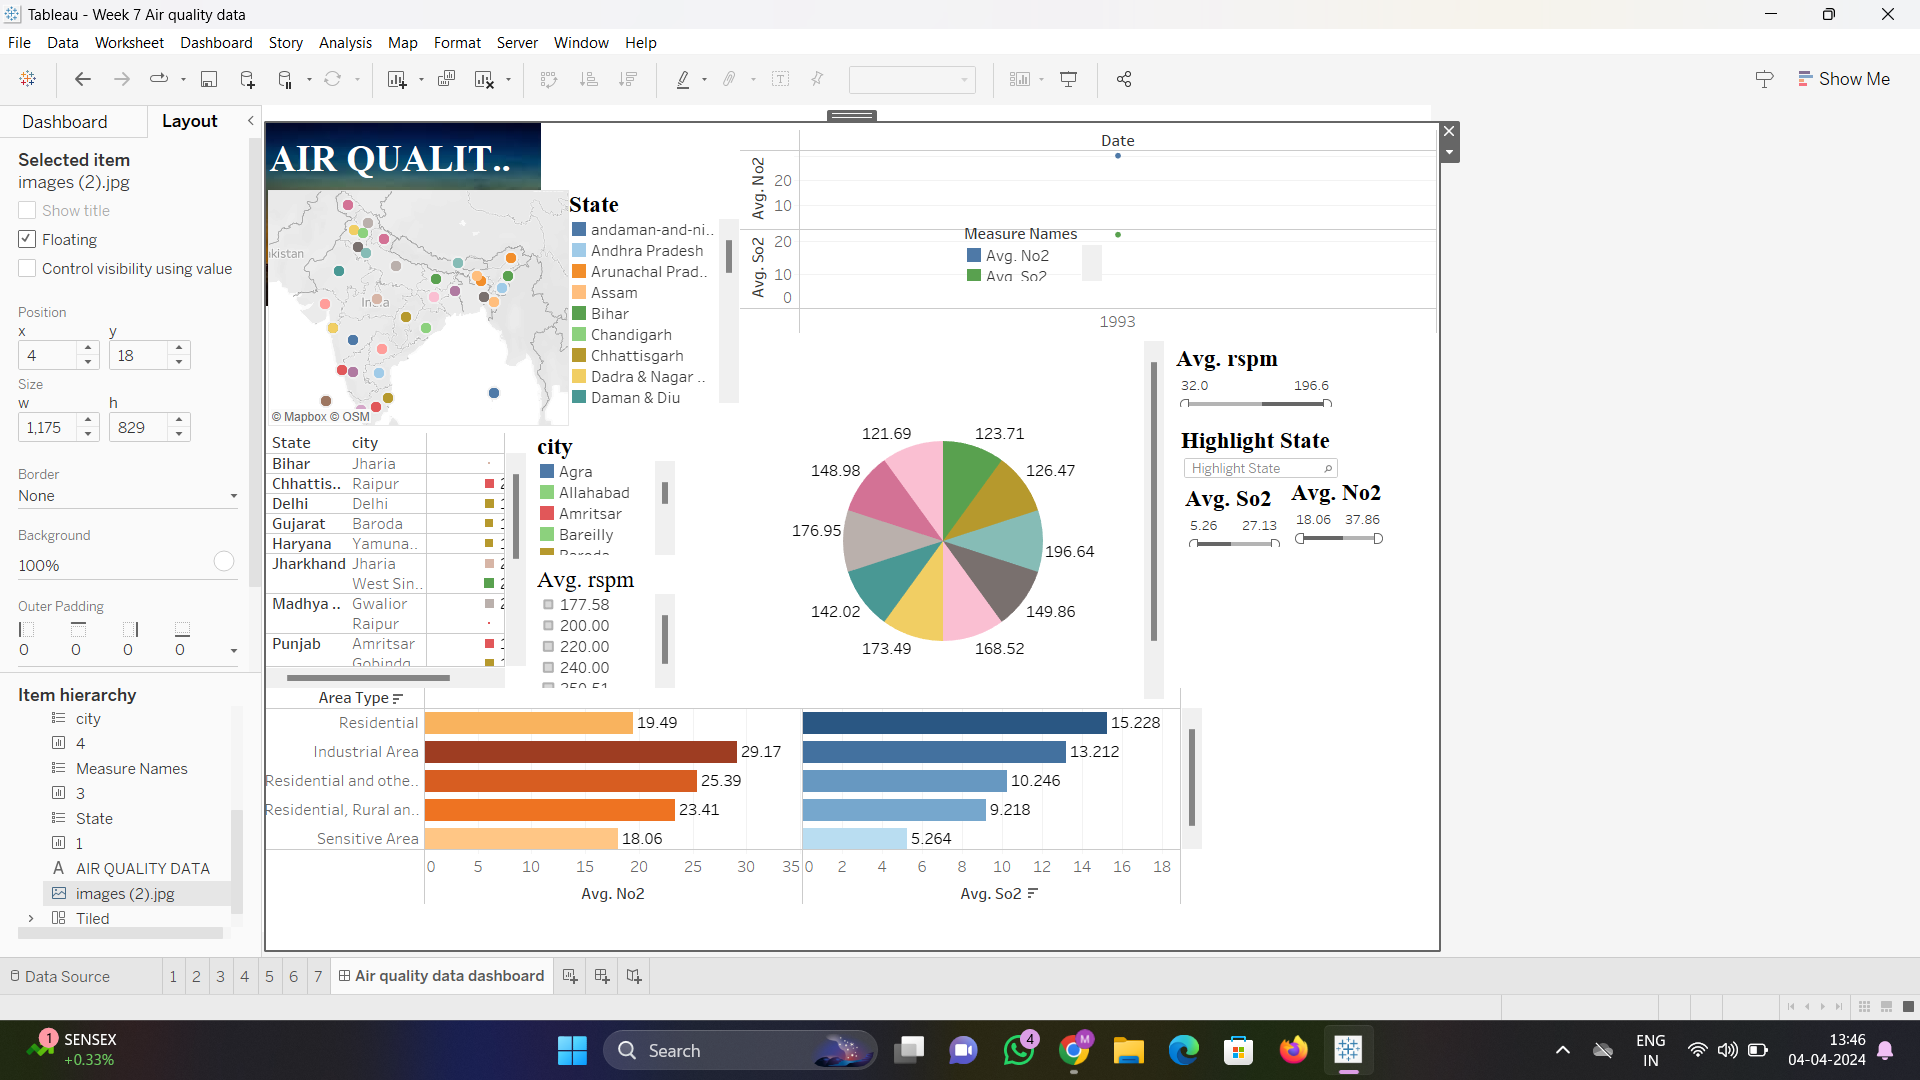 Tableau - Week 7 Air quality data
File Data Worksheet Dashboard Story Analysis Map Format Server Window Help
Show Me
Dashboard Layout
Selected item
images (2).jpg
Show title
Floating
Control visibility using value
Position
x y
4 18
Size
w h
1,175 829
Border
None
Background
100%
Outer Padding
0 0 0 0
Item hierarchy
city
4
Measure Names
3
State
1
A AIR QUALITY DATA
images (2).jpg
Tiled
AIR QUALIT..
kistan
India
© Mapbox © OSM
State
andaman-and-ni..
Andhra Pradesh
Arunachal Prad..
Assam
Bihar
Chandigarh
Chhattisgarh
Dadra & Nagar ..
Daman & Diu
Date
Avg. No2
20
10
Avg. So2
20
10
0
1993
Measure Names
Avg. No2
Avg. So2
State city
Bihar Jharia
Chhattis.. Raipur 2
Delhi Delhi
Gujarat Baroda
Haryana Yamuna..
Jharkhand Jharia
West Sin..
Madhya .. Gwalior
Raipur
Punjab Amritsar
Gobindg
city
Agra
Allahabad
Amritsar
Bareilly
Baroda
Avg. rspm
177.58
200.00
220.00
240.00
250.51
121.69
123.71
148.98
126.47
176.95
196.64
142.02
149.86
173.49
168.52
Avg. rspm
32.0 196.6
Highlight State
Highlight State
Avg. So2
5.26 27.13
Avg. No2
18.06 37.86
Area Type
Residential 19.49 15.228
Industrial Area 29.17 13.212
Residential and othe.. 25.39 10.246
Residential, Rural an.. 23.41 9.218
Sensitive Area 18.06 5.264
0 5 10 15 20 25 30 35 0 2 4 6 8 10 12 14 16 18
Avg. No2 Avg. So2
Data Source 1 2 3 4 5 6 7 Air quality data dashboard
1 SENSEX
+0.33%
Search
4
M
ENG
IN
13:46
04-04-2024